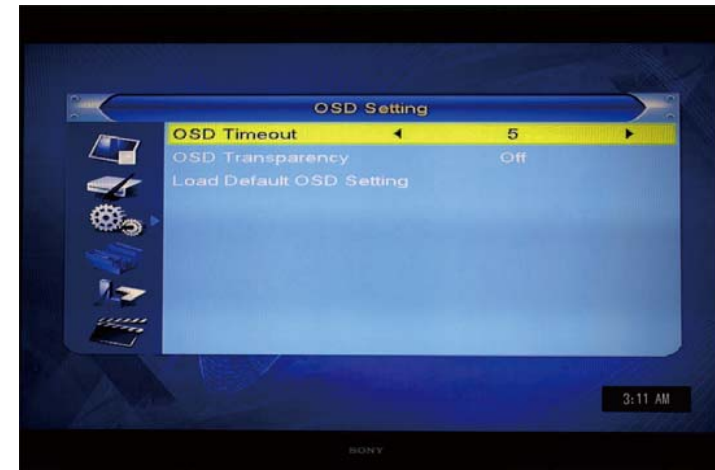 OSD Setting
OSD Timeout 5
OSD Transparency Off
Load Default OSD Setting
3:11 AM
SONY